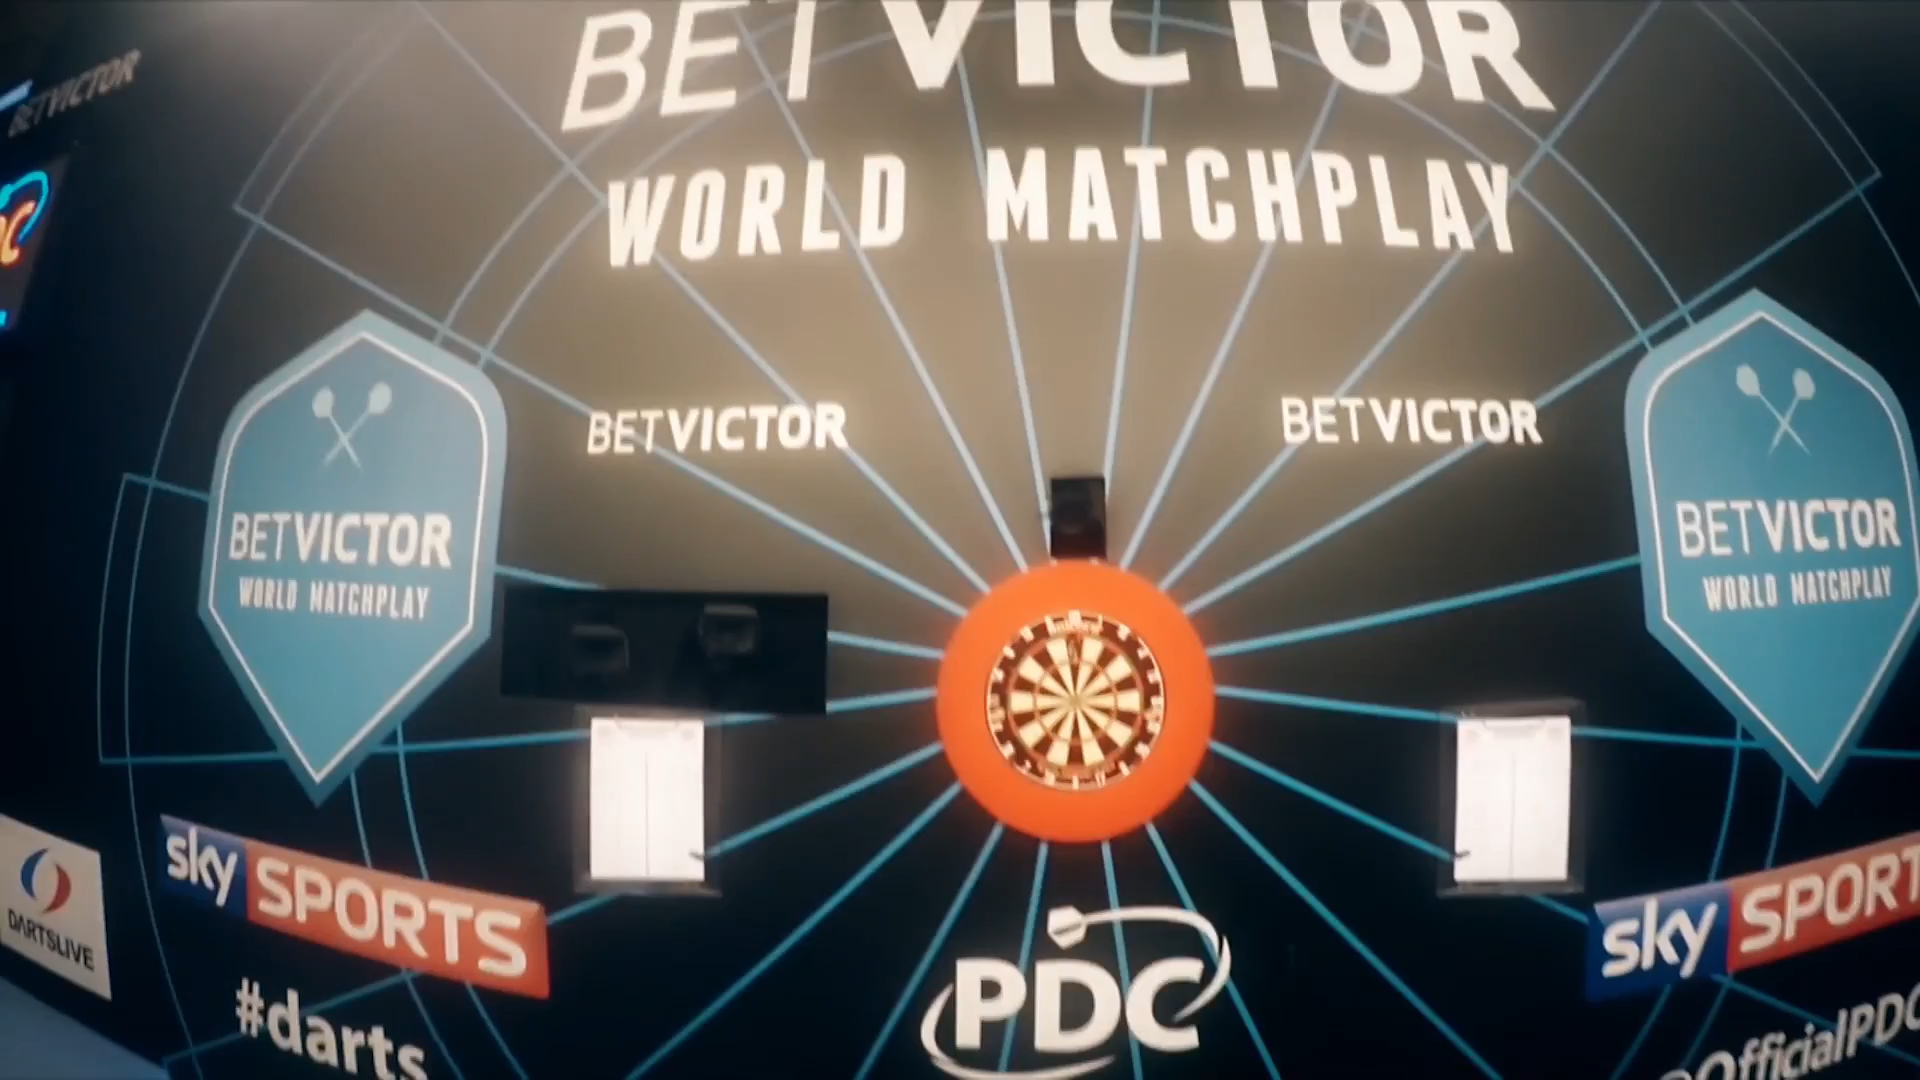 BETVICTOR
WORLD MATCHPLAY
BETVICTOR
BETVICTOR
BETVICTOR
BETVICTOR
WORLD MATCHPLAY
BETVICTOR
WORLD MATCHPLAY
sky SPORTS
sky SPORT
DARTSLIVE
#darts
PDC
@OfficialPDC